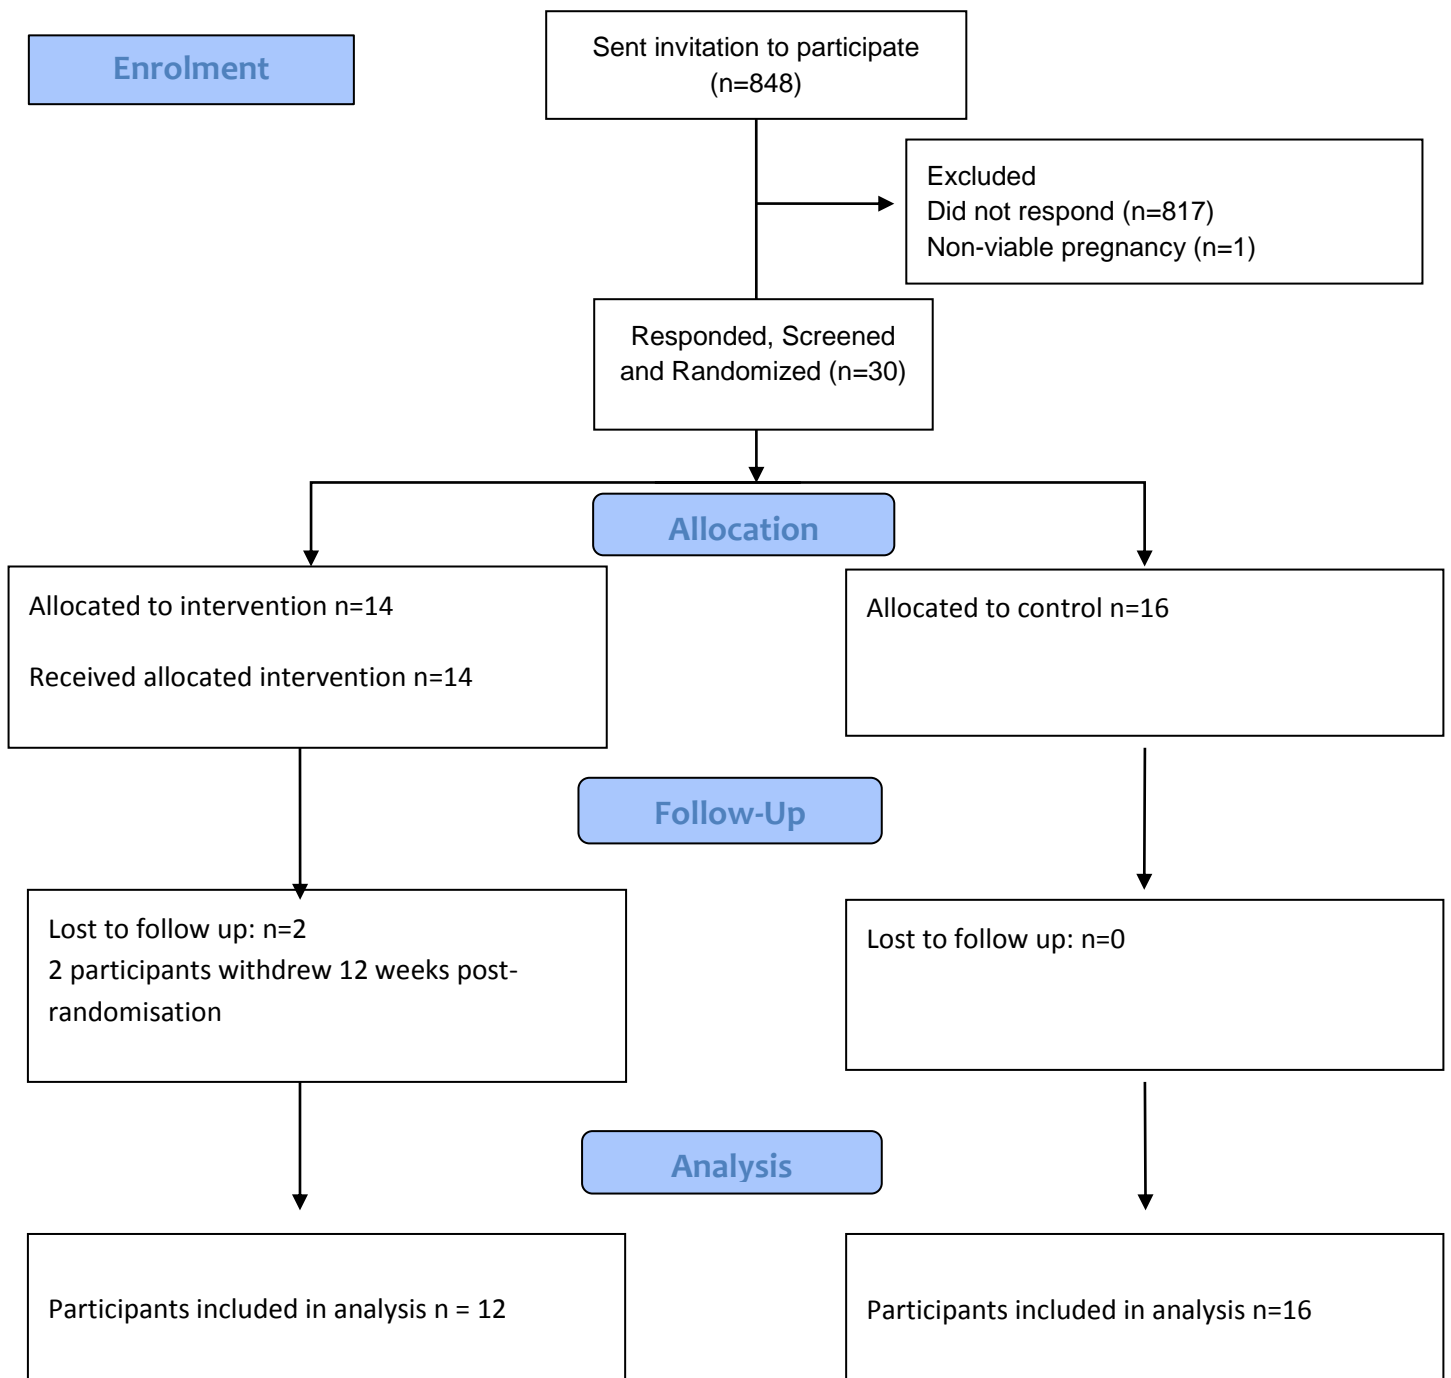 Enrolment
Sent invitation to participate
(n=848)
Excluded
Did not respond (n=817)
Non-viable pregnancy (n=1)
Responded, Screened
and Randomized (n=30)
Allocation
Allocated to intervention n=14
Received allocated intervention n=14
Allocated to control n=16
Follow-Up
Lost to follow up: n=2
2 participants withdrew 12 weeks post-
randomisation
Lost to follow up: n=0
Analysis
Participants included in analysis n = 12
Participants included in analysis n=16